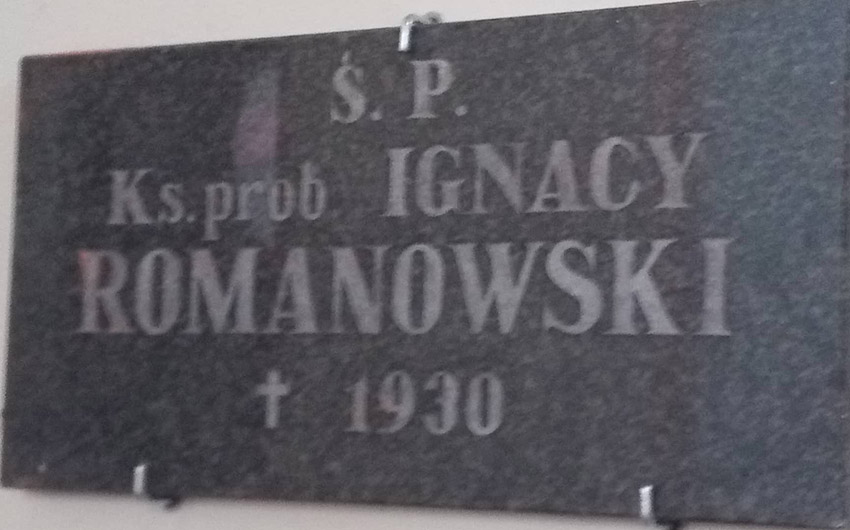 Ś. P.
Ks. prob IGNACY
ROMANOWSKI
✝ 1930